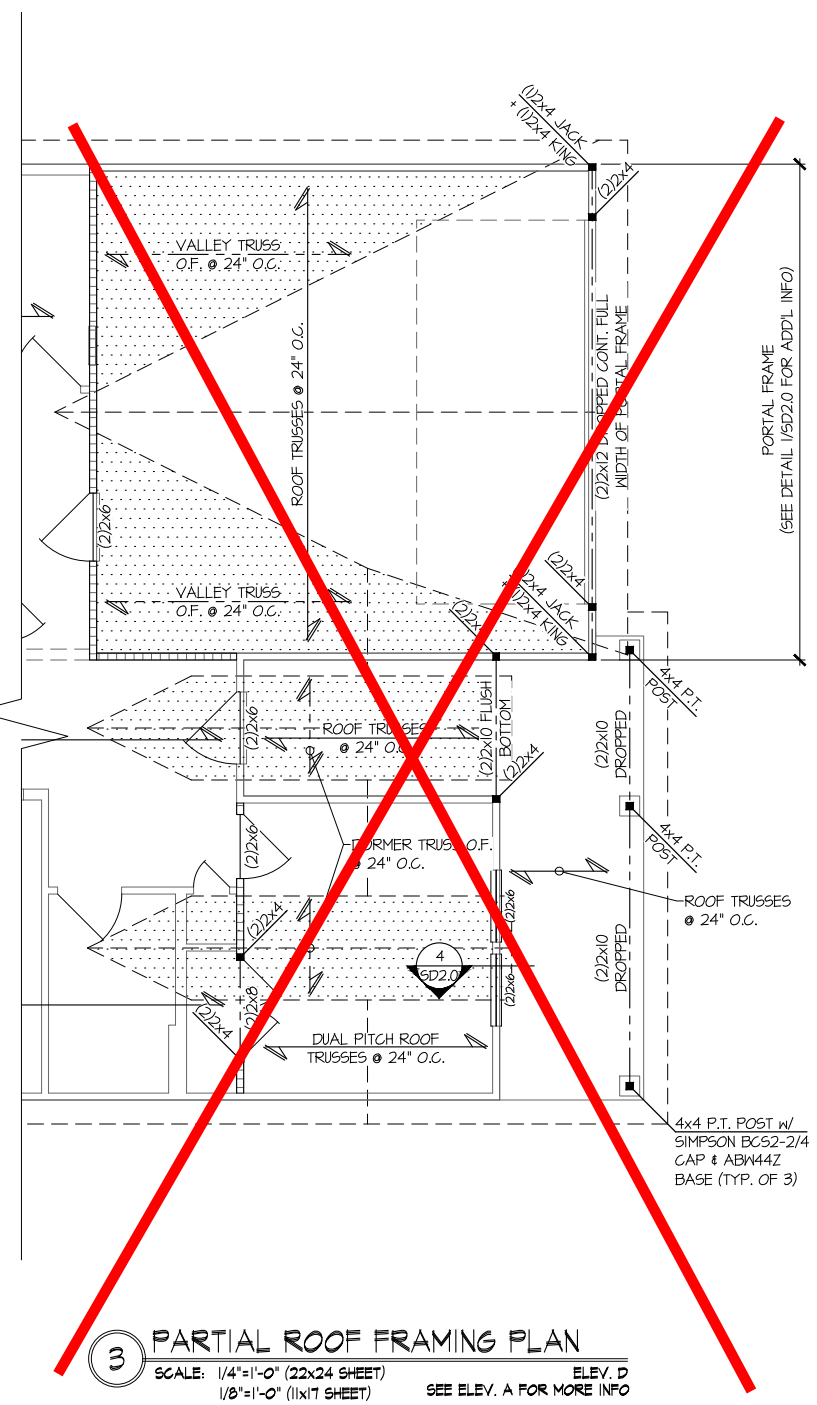 (1)2x4 JACK
+ (1)2x4 KING
(2)2x4
VALLEY TRUSS
O.F. @ 24" O.C.
ROOF TRUSSES @ 24" O.C.
(2)2x12 DROPPED CONT. FULL
WIDTH OF PORTAL FRAME
PORTAL FRAME
(SEE DETAIL 1/SD2.0 FOR ADD'L INFO)
(2)2x6
VALLEY TRUSS
O.F. @ 24" O.C.
(2)2x4
(1)2x4 JACK
+ (1)2x4 KING
4x4 P.T.
POST
(2)2x6
ROOF TRUSSES
@ 24" O.C.
(2)2x10 FLUSH
BOTTOM
(2)2x4
(2)2x10
DROPPED
(2)2x6
DORMER TRUSS O.F.
@ 24" O.C.
4x4 P.T.
POST
(2)2x6
ROOF TRUSSES
@ 24" O.C.
(2)2x4
4
SD2.0
(2)2x6
(2)2x10
DROPPED
(2)2x8
(2)2x4
DUAL PITCH ROOF
TRUSSES @ 24" O.C.
4x4 P.T. POST w/
SIMPSON BCS2-2/4
CAP & ABW44Z
BASE (TYP. OF 3)
3
PARTIAL ROOF FRAMING PLAN
SCALE: 1/4"=1'-0" (22x24 SHEET)
ELEV. D
1/8"=1'-0" (11x17 SHEET)
SEE ELEV. A FOR MORE INFO